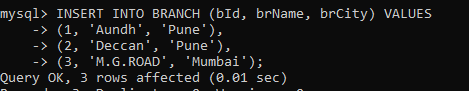 mysql> INSERT INTO BRANCH (bId, brName, brCity) VALUES
-> (1, 'Aundh', 'Pune'),
-> (2, 'Deccan', 'Pune'),
-> (3, 'M.G.ROAD', 'Mumbai');
Query OK, 3 rows affected (0.01 sec)